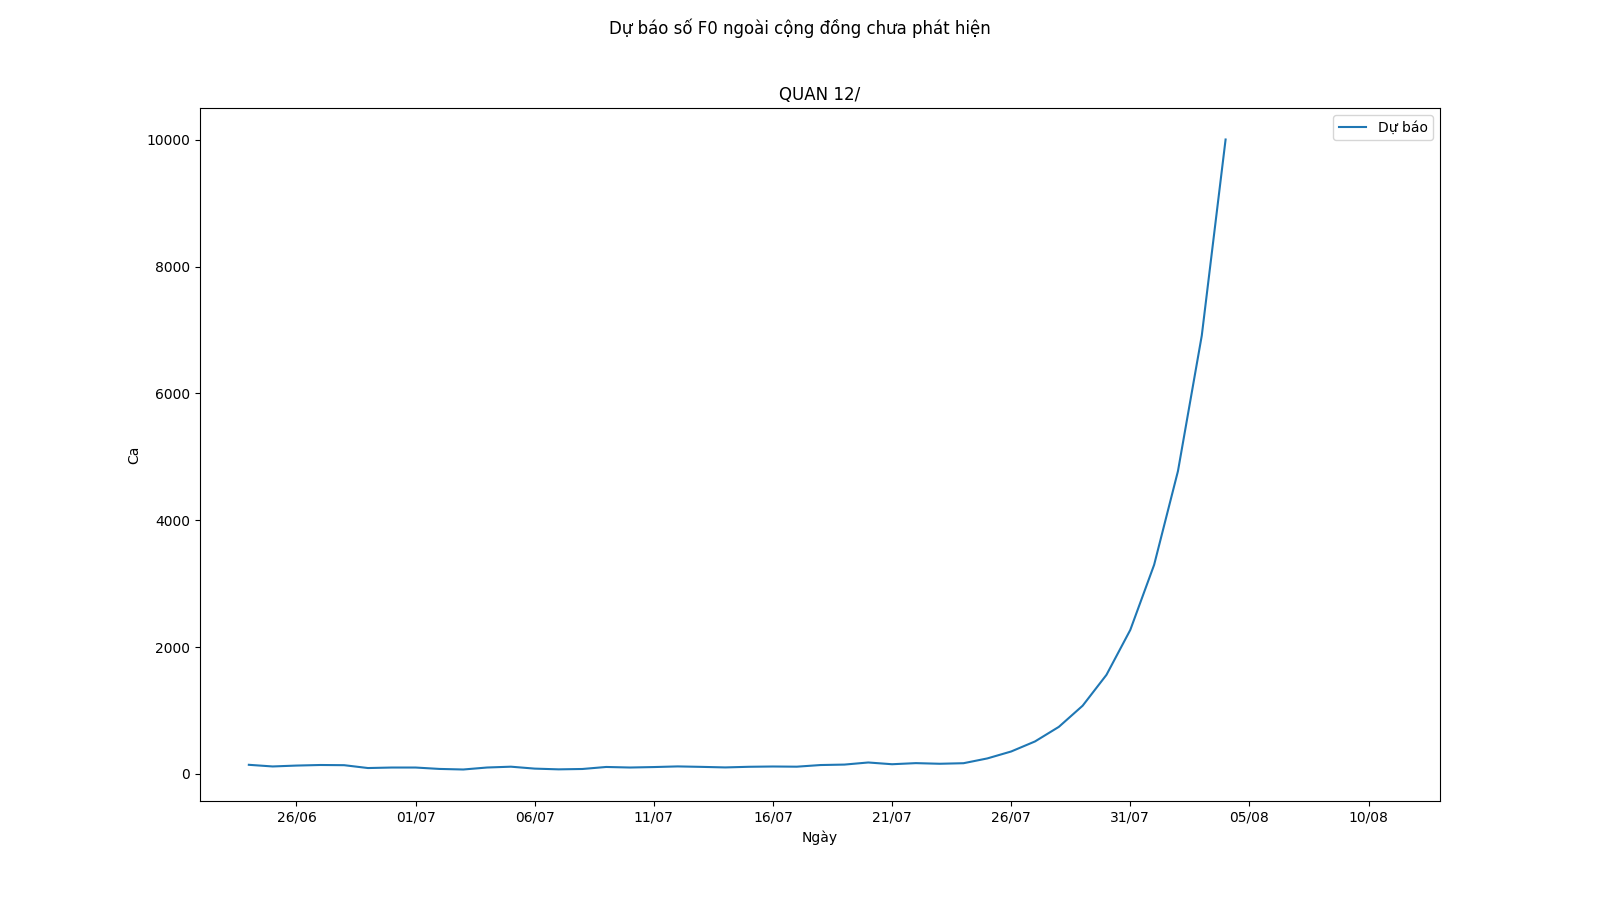 Dự báo số F0 ngoài cộng đồng chưa phát hiện
QUAN 12/
Dự báo
10000
8000
6000
4000
2000
0
Ca
26/06 01/07 06/07 11/07 16/07 21/07 26/07 31/07 05/08 10/08
Ngày